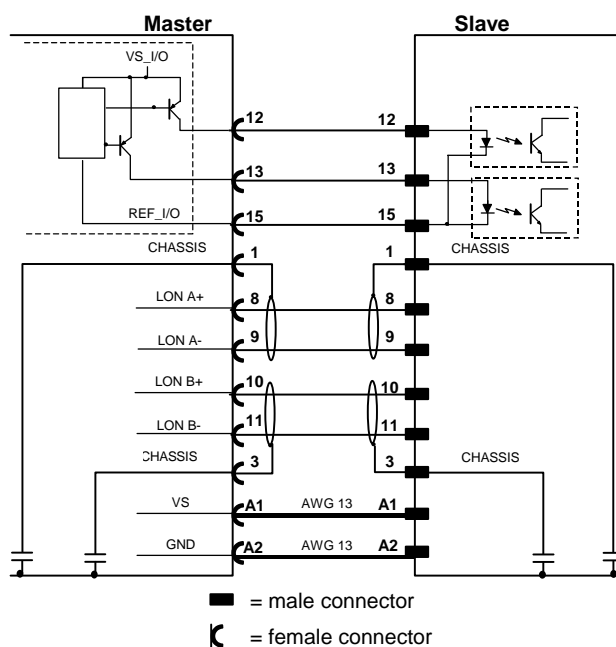 Master Slave
VS_I/O
12 12
13 13
REF_I/O 15 15
CHASSIS 1 1 CHASSIS
LON A+ 8 8
LON A- 9 9
LON B+ 10 10
LON B- 11 11
CHASSIS 3 3 CHASSIS
VS A1 AWG 13 A1
GND A2 AWG 13 A2
= male connector
= female connector